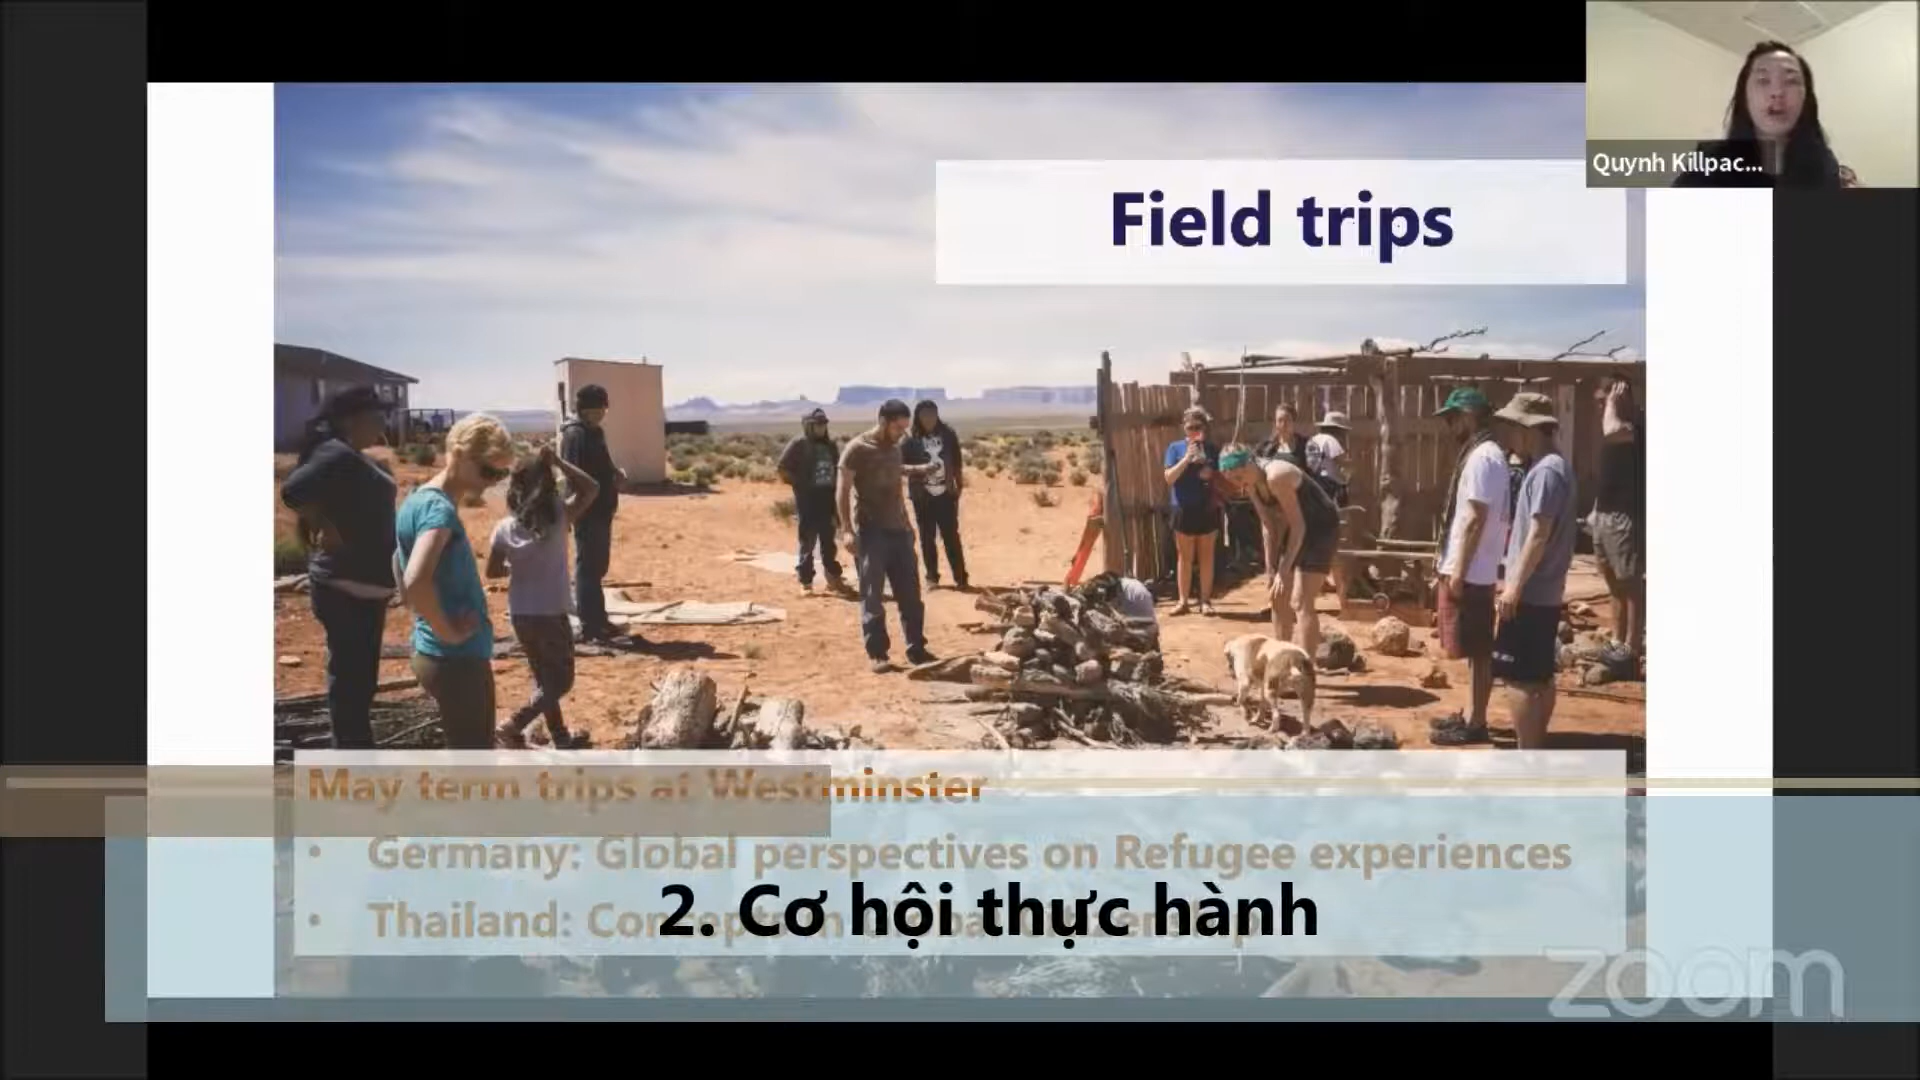 Quynh Killpac...
Field trips
May term trips at Westminster
• Germany: Global perspectives on Refugee experiences
• Thailand:
2. Cơ hội thực hành
zoom